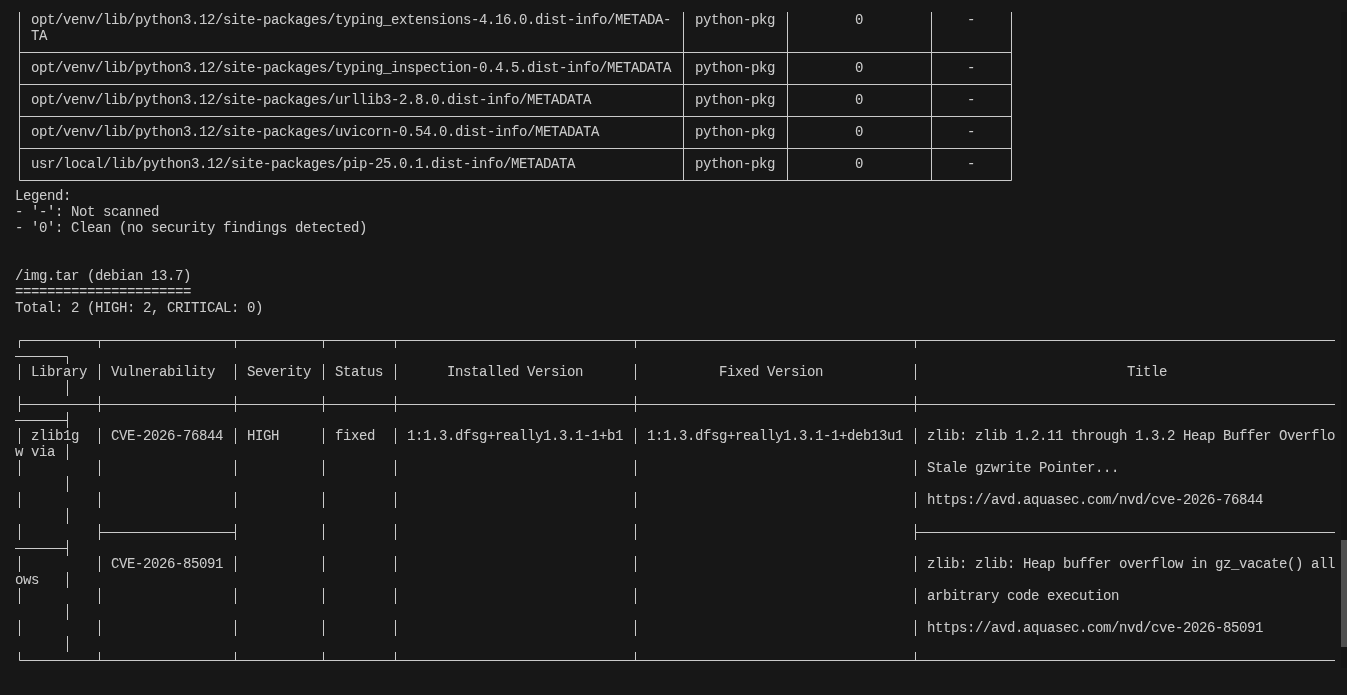 opt/venv/lib/python3.12/site-packages/typing_extensions-4.16.0.dist-info/METADA- │ python-pkg │ 0 │ -
TA
opt/venv/lib/python3.12/site-packages/typing_inspection-0.4.5.dist-info/METADATA │ python-pkg │ 0 │ -
opt/venv/lib/python3.12/site-packages/urllib3-2.8.0.dist-info/METADATA │ python-pkg │ 0 │ -
opt/venv/lib/python3.12/site-packages/uvicorn-0.54.0.dist-info/METADATA │ python-pkg │ 0 │ -
usr/local/lib/python3.12/site-packages/pip-25.0.1.dist-info/METADATA │ python-pkg │ 0 │ -
Legend:
- '-': Not scanned
- '0': Clean (no security findings detected)
/img.tar (debian 13.7)
======================
Total: 2 (HIGH: 2, CRITICAL: 0)
Library │ Vulnerability │ Severity │ Status │ Installed Version │ Fixed Version │ Title
zlib1g │ CVE-2026-76844 │ HIGH │ fixed │ 1:1.3.dfsg+really1.3.1-1+b1 │ 1:1.3.dfsg+really1.3.1-1+deb13u1 │ zlib: zlib 1.2.11 through 1.3.2 Heap Buffer Overflo
w via
Stale gzwrite Pointer...
https://avd.aquasec.com/nvd/cve-2026-76844
CVE-2026-85091 │ zlib: zlib: Heap buffer overflow in gz_vacate() all
ows
arbitrary code execution
https://avd.aquasec.com/nvd/cve-2026-85091